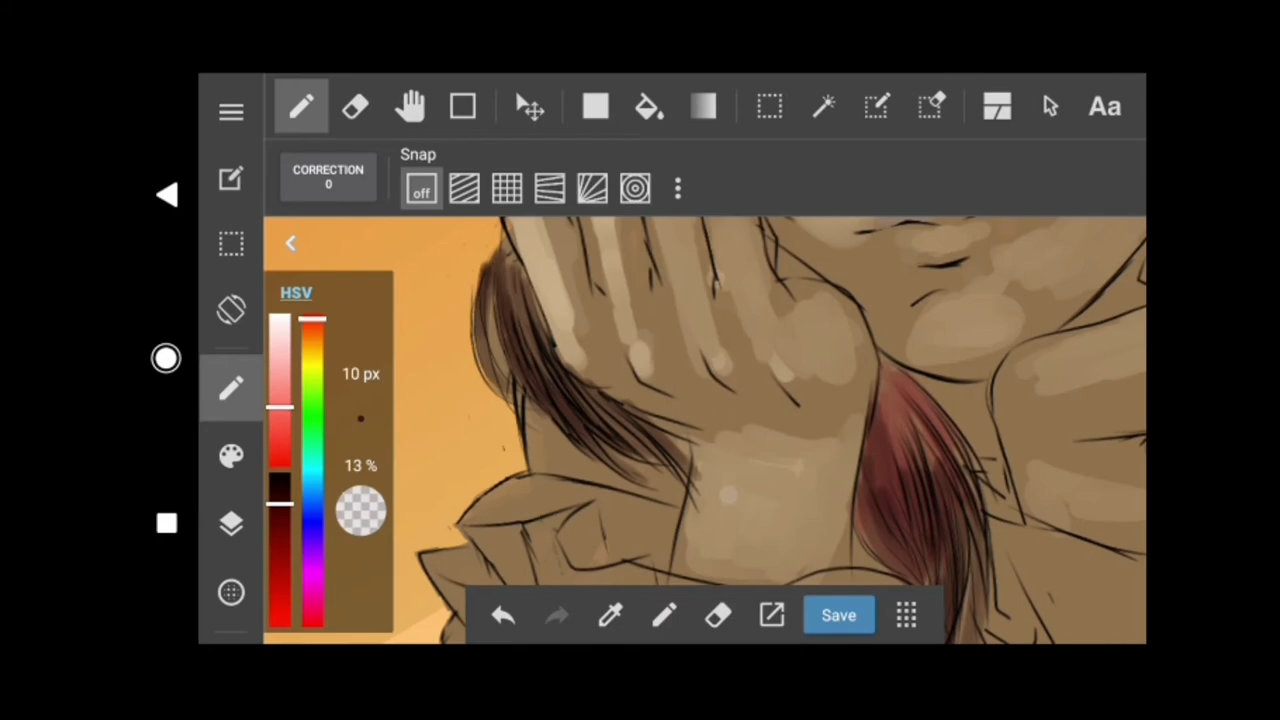 Aa
CORRECTION
0
Snap
off
HSV
10 px
13 %
Save